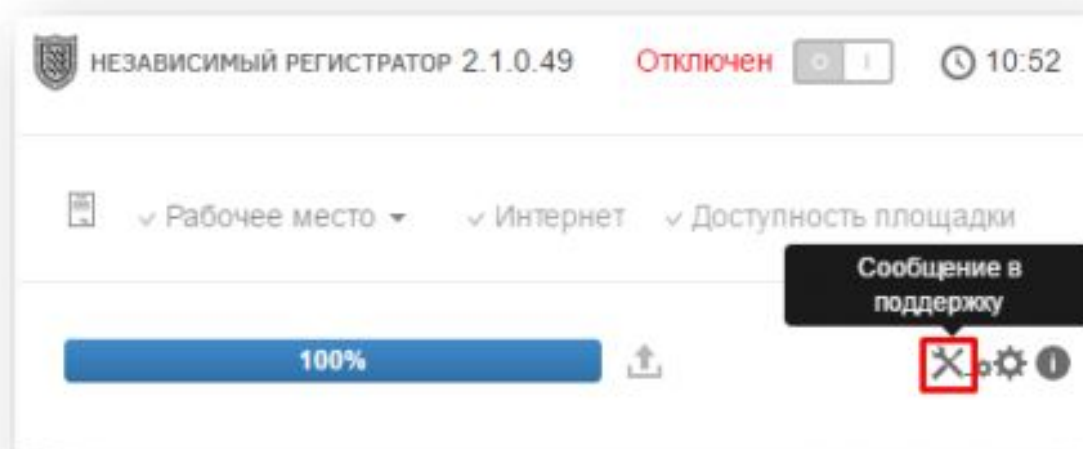 НЕЗАВИСИМЫЙ РЕГИСТРАТОР 2.1.0.49 Отключен 10:52
Рабочее место Интернет Доступность площадки
Сообщение в
поддержку
100%